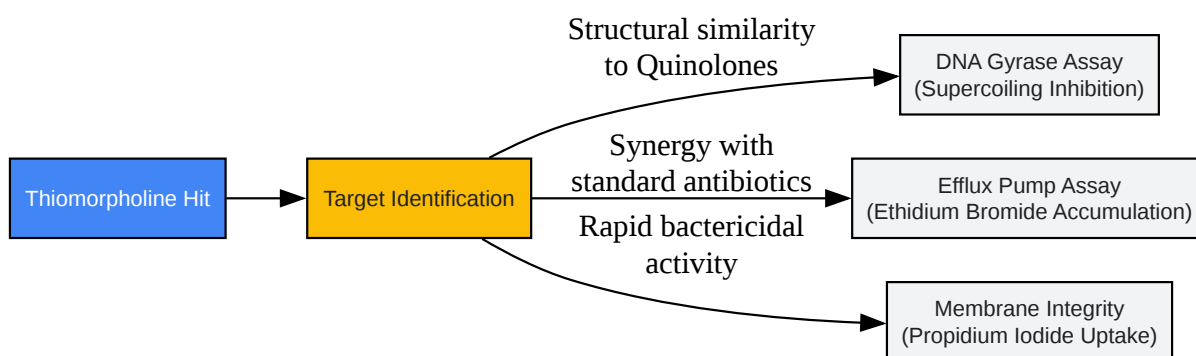 Thiomorpholine Hit
Target Identification
Structural similarity
to Quinolones
DNA Gyrase Assay
(Supercoiling Inhibition)
Synergy with
standard antibiotics
Efflux Pump Assay
(Ethidium Bromide Accumulation)
Rapid bactericidal
activity
Membrane Integrity
(Propidium Iodide Uptake)